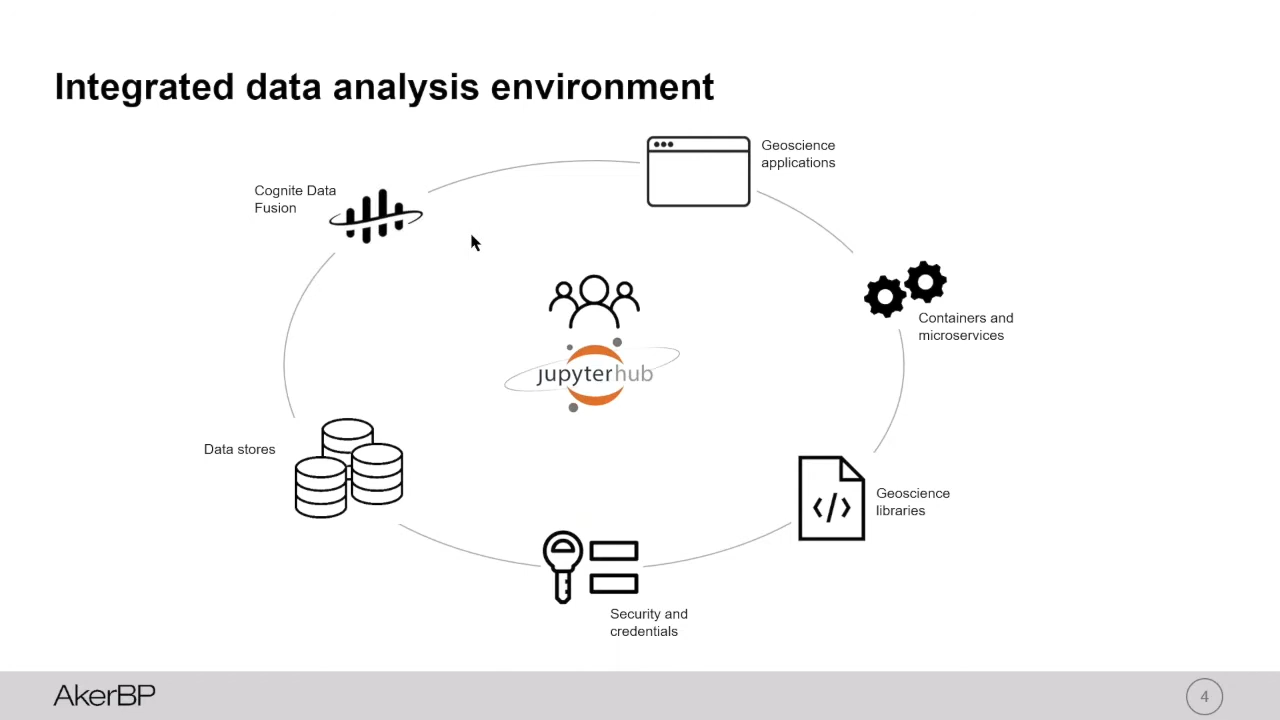 Integrated data analysis environment
Geoscience
applications
Cognite Data
Fusion
Containers and
microservices
jupyterhub
Data stores
Geoscience
libraries
</>
Security and
credentials
AkerBP
4